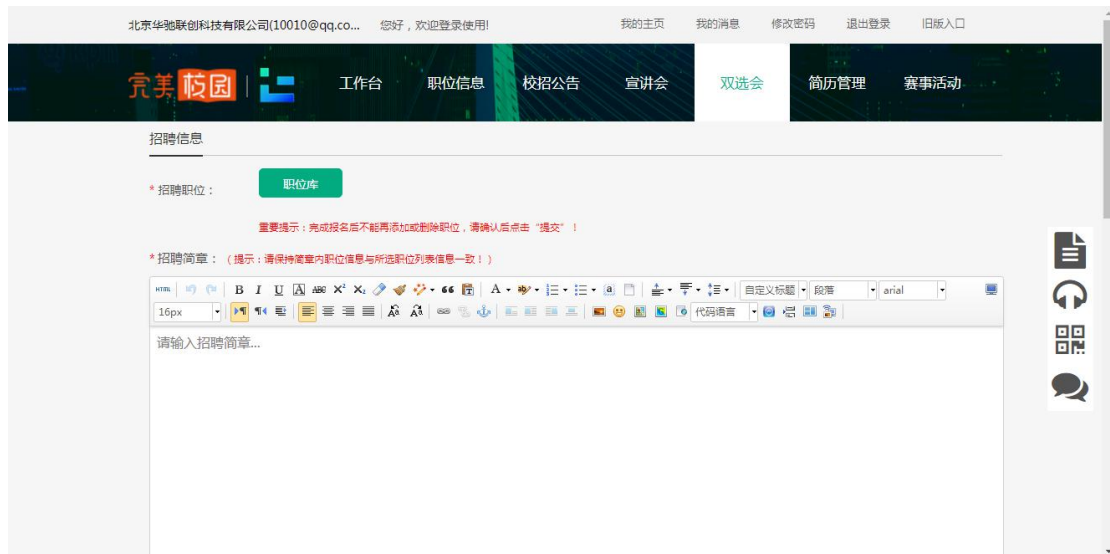 北京华驰联创科技有限公司(10010@qq.co... 您好，欢迎登录使用! 我的主页 我的消息 修改密码 退出登录 旧版入口
完美校园 工作台 职位信息 校招公告 宣讲会 双选会 简历管理 赛事活动
招聘信息
* 招聘职位： 职位库
重要提示：完成报名后不能再添加或删除职位，请确认后点击“提交”！
* 招聘简章：（提示：请保持简章内职位信息与所选职位列表信息一致！）
HTML B I U A ABC X² X₂ 66 A a 自定义标题 段落 arial
16px 代码语言
请输入招聘简章...